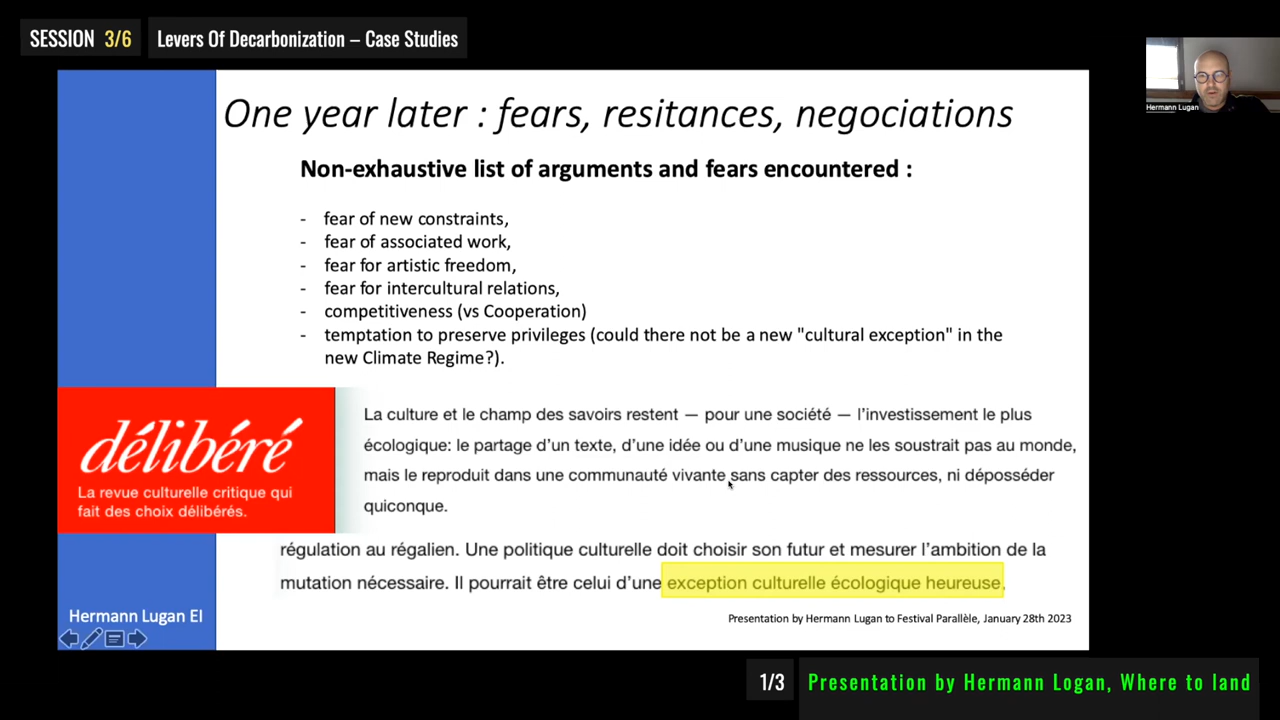 SESSION 3/6
Levers Of Decarbonization – Case Studies
Hermann Lugan
One year later : fears, resitances, negociations
Non-exhaustive list of arguments and fears encountered :
- fear of new constraints,
- fear of associated work,
- fear for artistic freedom,
- fear for intercultural relations,
- competitiveness (vs Cooperation)
- temptation to preserve privileges (could there not be a new "cultural exception" in the
new Climate Regime?).
délibéré
La revue culturelle critique qui
fait des choix délibérés.
La culture et le champ des savoirs restent — pour une société — l’investissement le plus
écologique: le partage d’un texte, d’une idée ou d’une musique ne les soustrait pas au monde,
mais le reproduit dans une communauté vivante sans capter des ressources, ni déposséder
quiconque.
régulation au régalien. Une politique culturelle doit choisir son futur et mesurer l’ambition de la
mutation nécessaire. Il pourrait être celui d’une exception culturelle écologique heureuse.
Hermann Lugan EI
Presentation by Hermann Lugan to Festival Parallèle, January 28th 2023
1/3
Presentation by Hermann Logan, Where to land